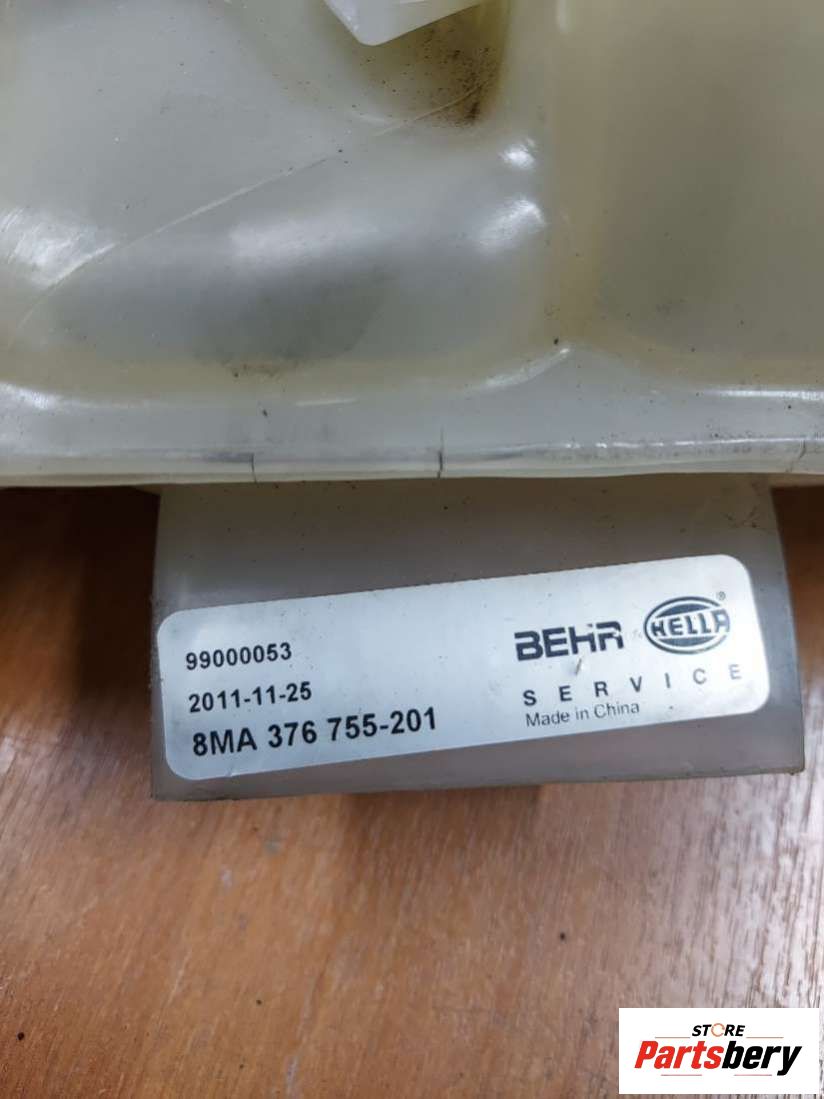 99000053
2011-11-25
8MA 376 755-201
BEHR HELLA®
SERVICE
Made in China
STORE
Partsbery